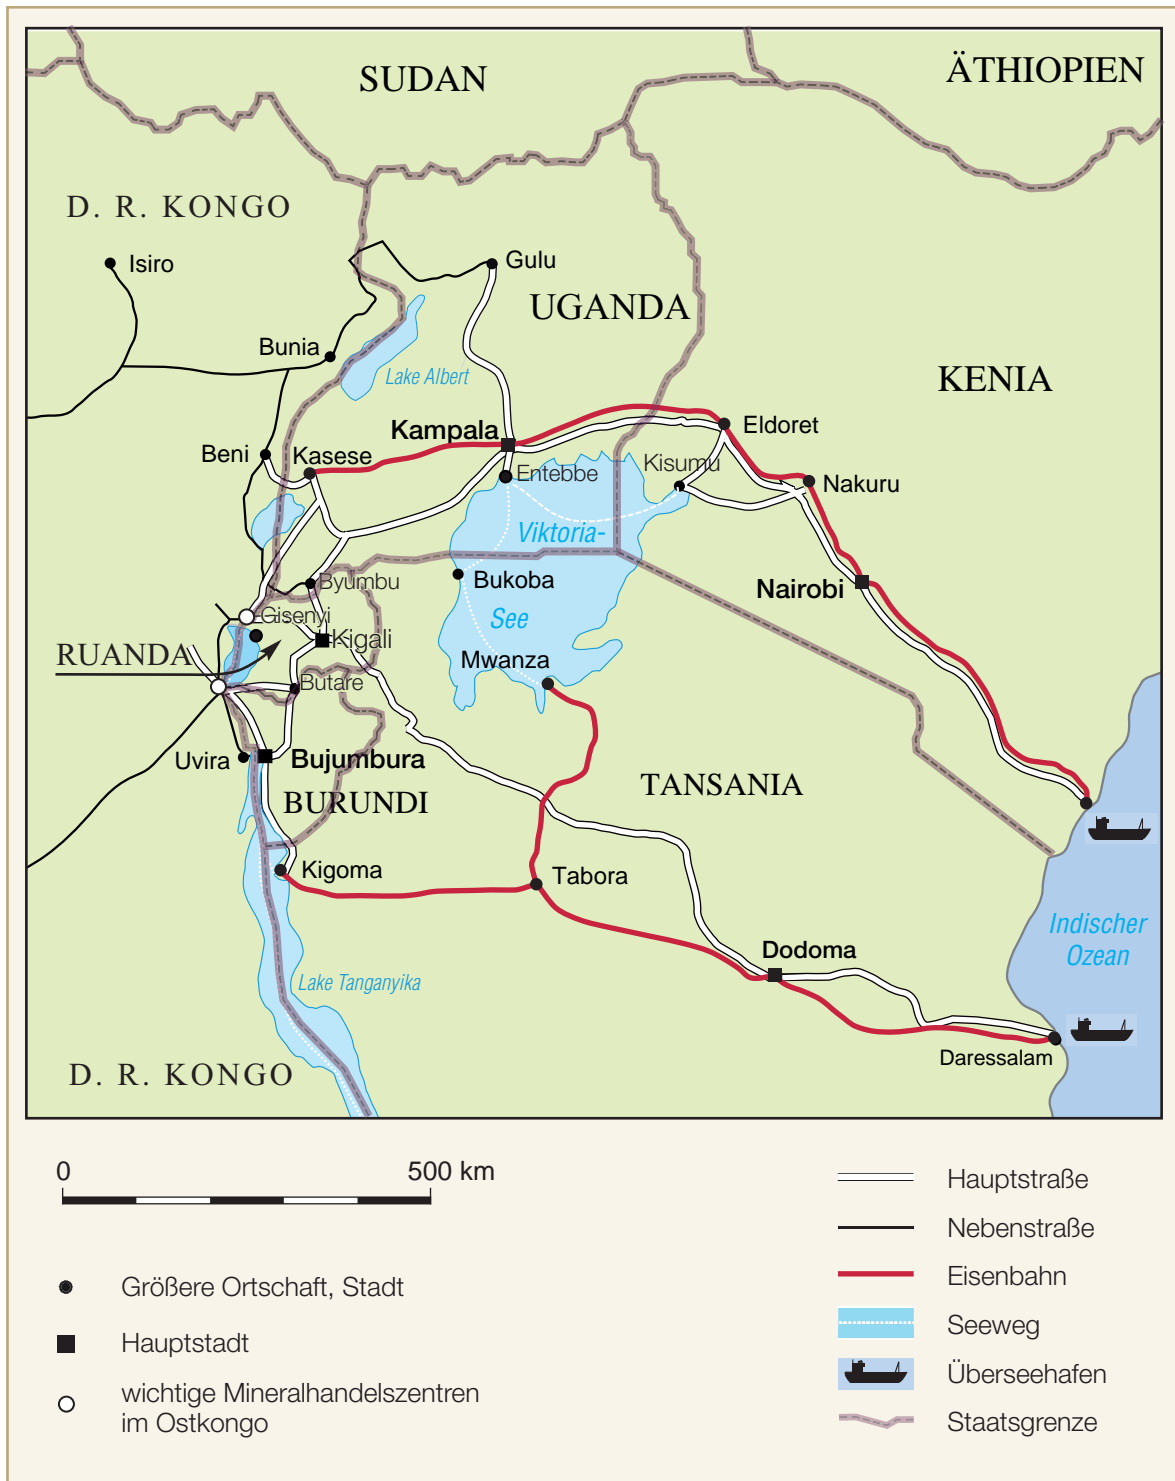 SUDAN
ÄTHIOPIEN
D. R. KONGO
Isiro
Gulu
UGANDA
Bunia
Lake Albert
KENIA
Kampala
Eldoret
Beni
Kasese
Entebbe
Kisumu
Nakuru
Viktoria-
Bukoba
Byumbu
Nairobi
Gisenyi
See
Kigali
RUANDA
Mwanza
Butare
Uvira
Bujumbura
TANSANIA
BURUNDI
Kigoma
Tabora
Indischer
Ozean
Dodoma
Lake Tanganyika
Daressalam
D. R. KONGO
0
500 km
Größere Ortschaft, Stadt
Hauptstadt
wichtige Mineralhandelszentren
im Ostkongo
Hauptstraße
Nebenstraße
Eisenbahn
Seeweg
Überseehafen
Staatsgrenze